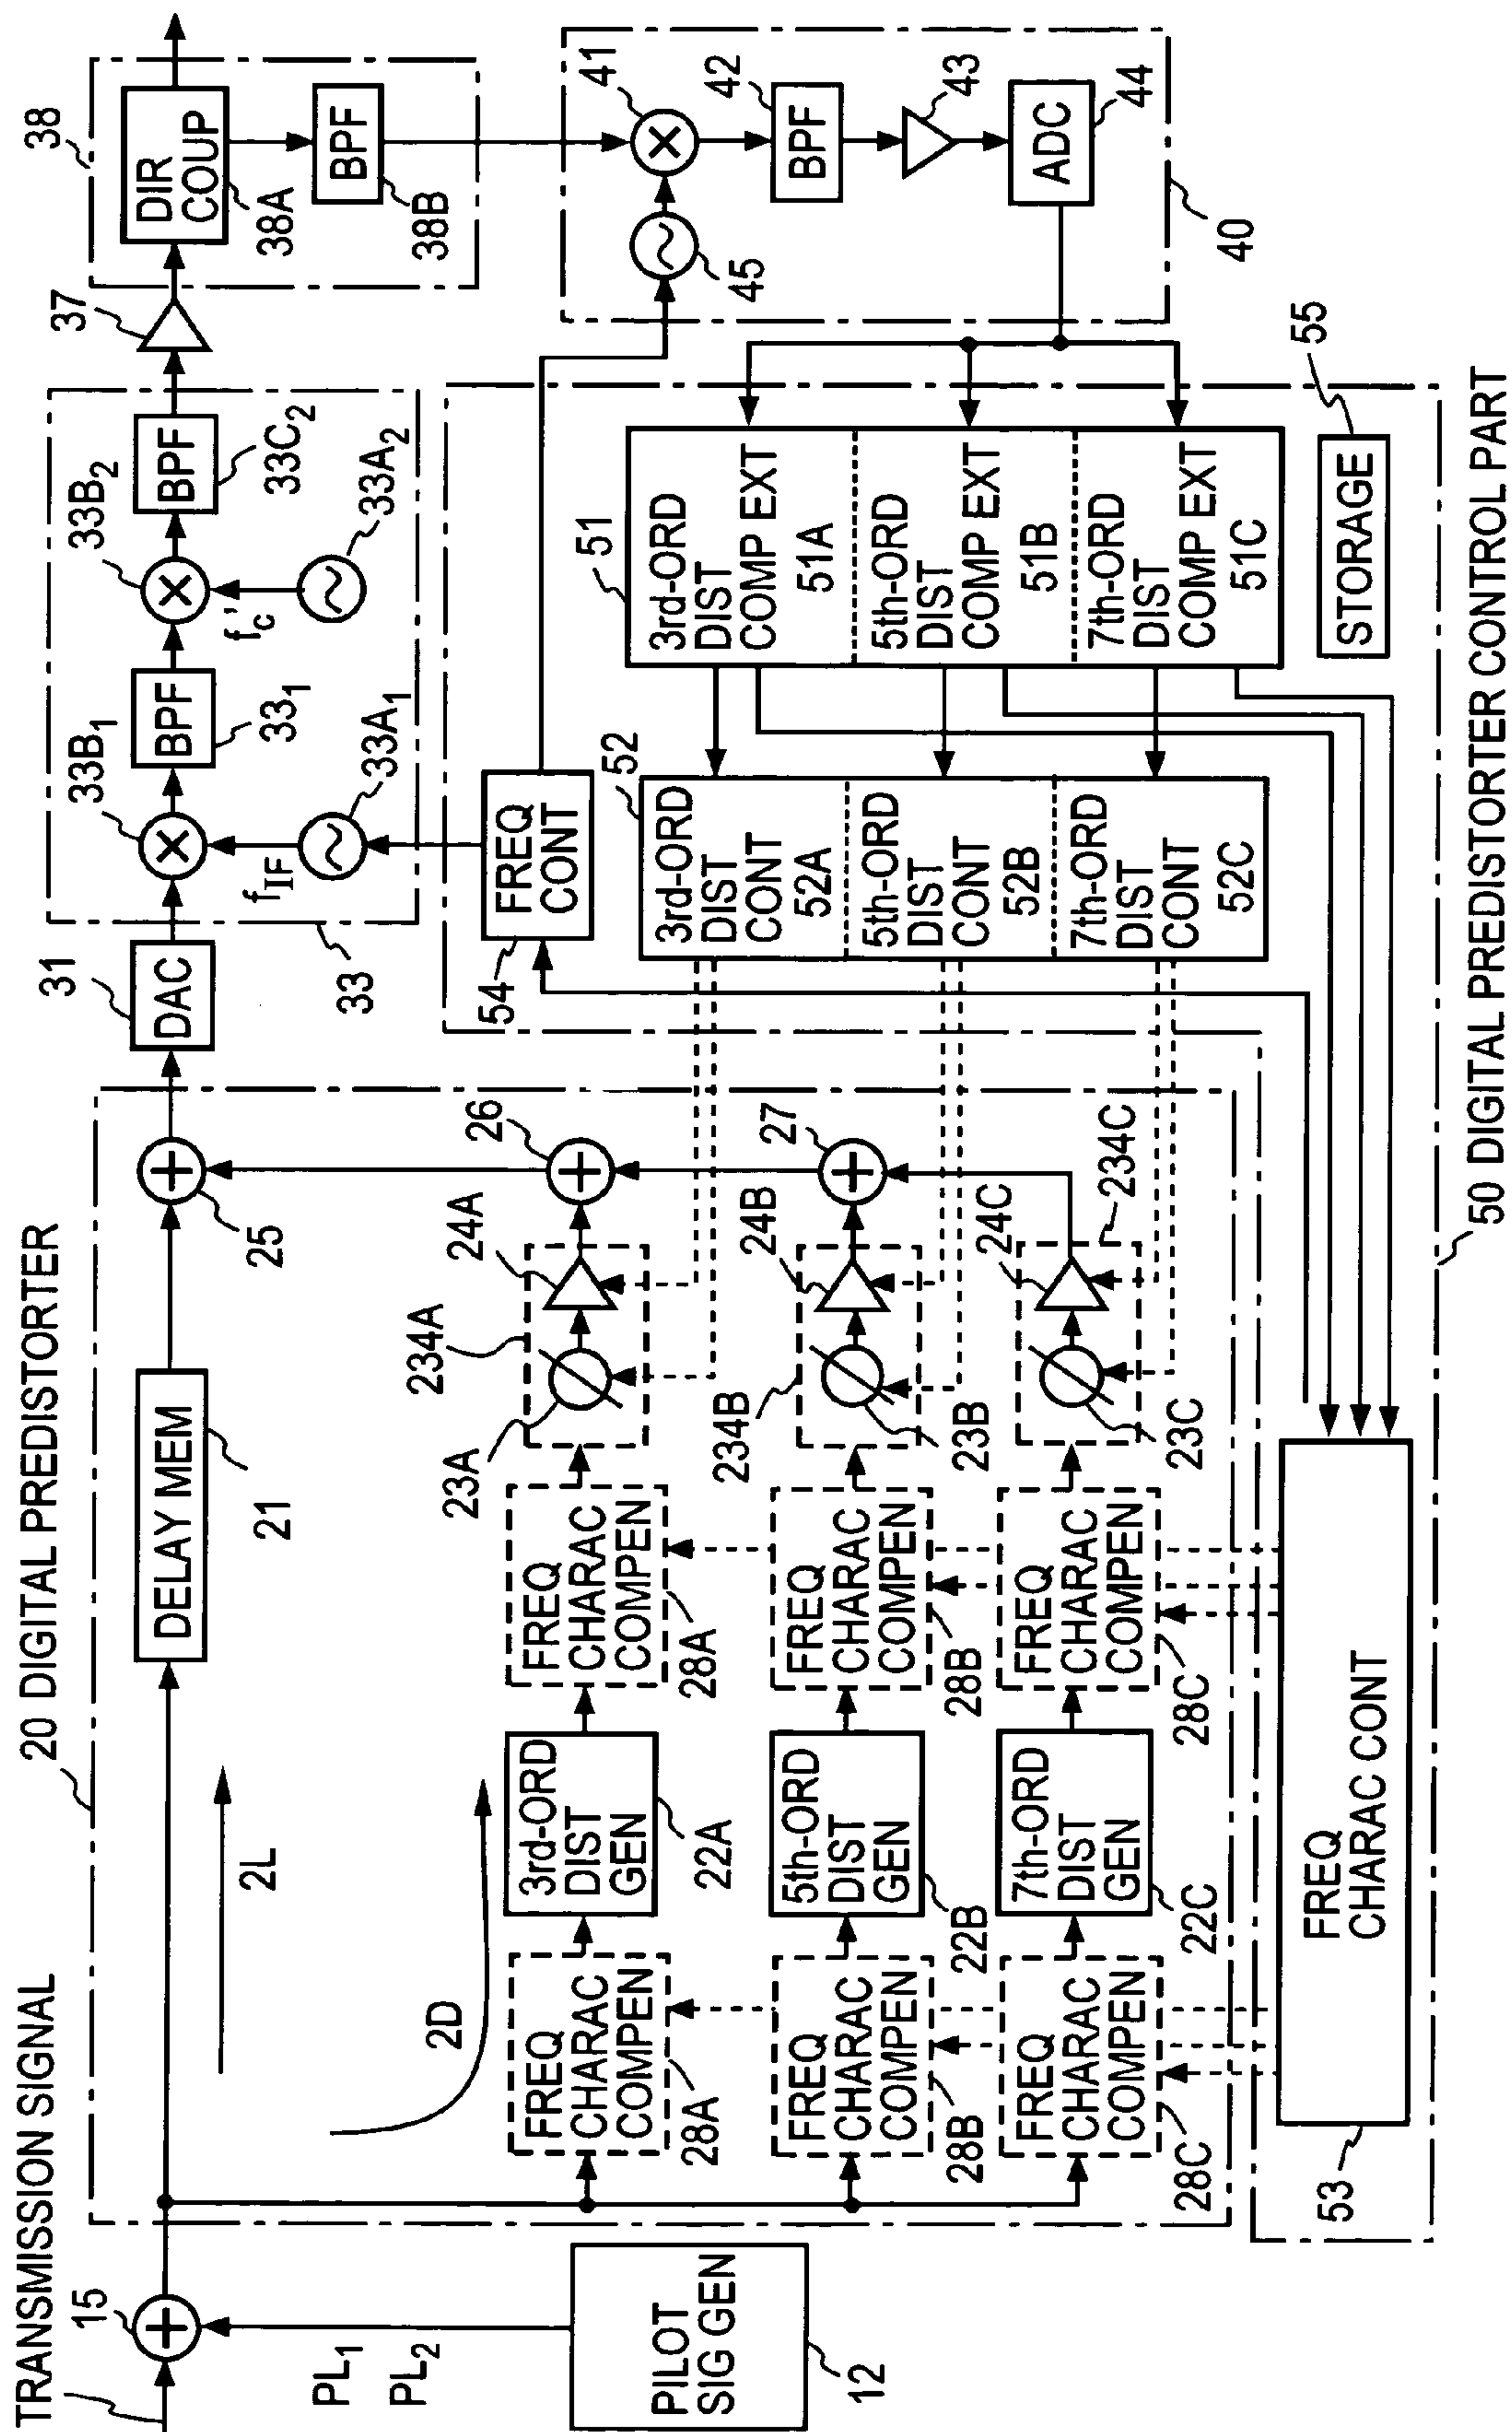 20 DIGITAL PREDISTORTER
TRANSMISSION SIGNAL
15
PL1
PL2
PILOT
SIG GEN
12
2L
2D
DELAY MEM
21
25
26
27
FREQ
CHARAC
COMPEN
28A
3rd-ORD
DIST
GEN
22A
FREQ
CHARAC
COMPEN
28A
23A
234A
24A
FREQ
CHARAC
COMPEN
28B
5th-ORD
DIST
GEN
22B
FREQ
CHARAC
COMPEN
28B
234B
23B
24B
FREQ
CHARAC
COMPEN
28C
7th-ORD
DIST
GEN
22C
FREQ
CHARAC
COMPEN
28C
23C
24C
234C
31
DAC
33B1
BPF
331
33B2
BPF
33C2
fIF
33A1
fc'
33A2
33
37
38
DIR
COUP
38A
BPF
38B
41
42
BPF
43
ADC
44
45
40
54
FREQ
CONT
52
3rd-ORD
DIST
CONT
52A
5th-ORD
DIST
CONT
52B
7th-ORD
DIST
CONT
52C
51
3rd-ORD
DIST
COMP EXT
51A
5th-ORD
DIST
COMP EXT
51B
7th-ORD
DIST
COMP EXT
51C
STORAGE
55
FREQ
CHARAC CONT
53
50 DIGITAL PREDISTORTER CONTROL PART